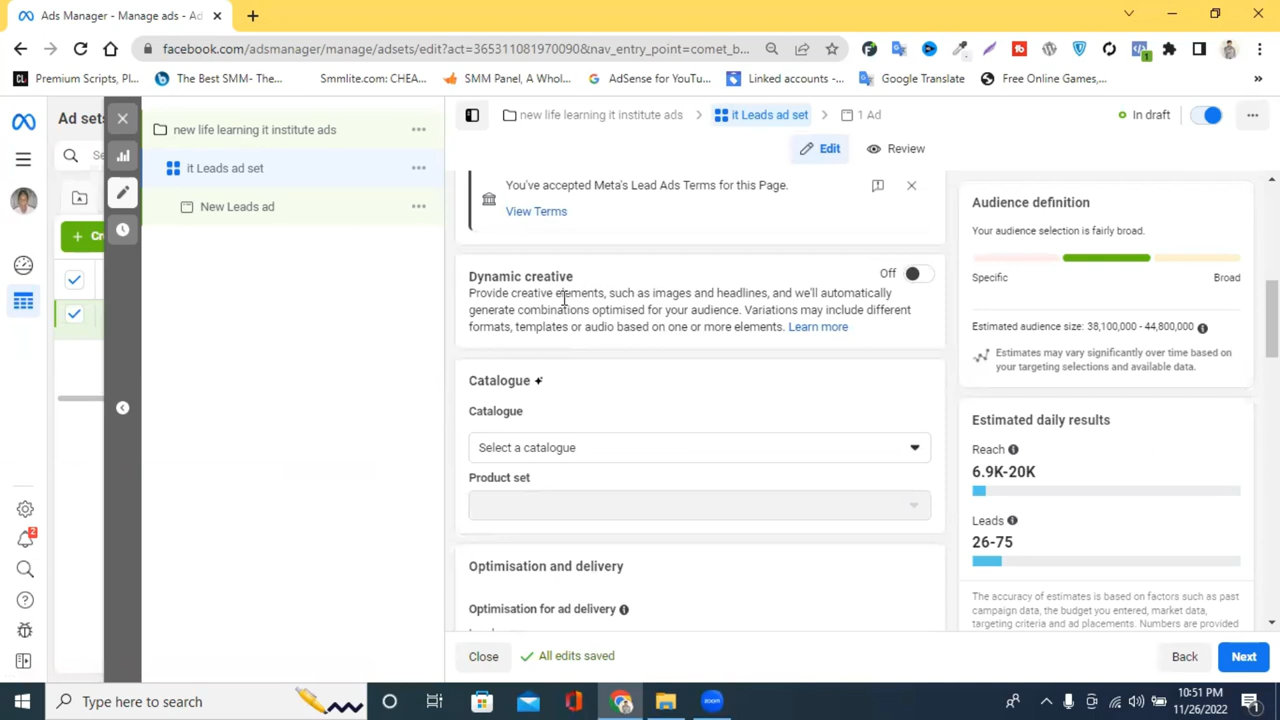 Ads Manager - Manage ads - Ad
facebook.com/adsmanager/manage/adsets/edit?act=365311081970090&nav_entry_point=comet_b...
Premium Scripts, Pl...
The Best SMM- The...
Smmlite.com: CHEA...
SMM Panel, A Whol...
AdSense for YouTu...
Linked accounts -...
Google Translate
Free Online Games,...
Ad sets
new life learning it institute ads
it Leads ad set
New Leads ad
new life learning it institute ads
it Leads ad set
1 Ad
In draft
Edit
Review
You've accepted Meta's Lead Ads Terms for this Page.
View Terms
Dynamic creative
Off
Provide creative elements, such as images and headlines, and we'll automatically
generate combinations optimised for your audience. Variations may include different
formats, templates or audio based on one or more elements. Learn more
Catalogue
Catalogue
Select a catalogue
Product set
Optimisation and delivery
Optimisation for ad delivery
Audience definition
Your audience selection is fairly broad.
Specific
Broad
Estimated audience size: 38,100,000 - 44,800,000
Estimates may vary significantly over time based on
your targeting selections and available data.
Estimated daily results
Reach
6.9K-20K
Leads
26-75
The accuracy of estimates is based on factors such as past
campaign data, the budget you entered, market data,
targeting criteria and ad placements. Numbers are provided
Close
All edits saved
Back
Next
Type here to search
10:51 PM
11/26/2022